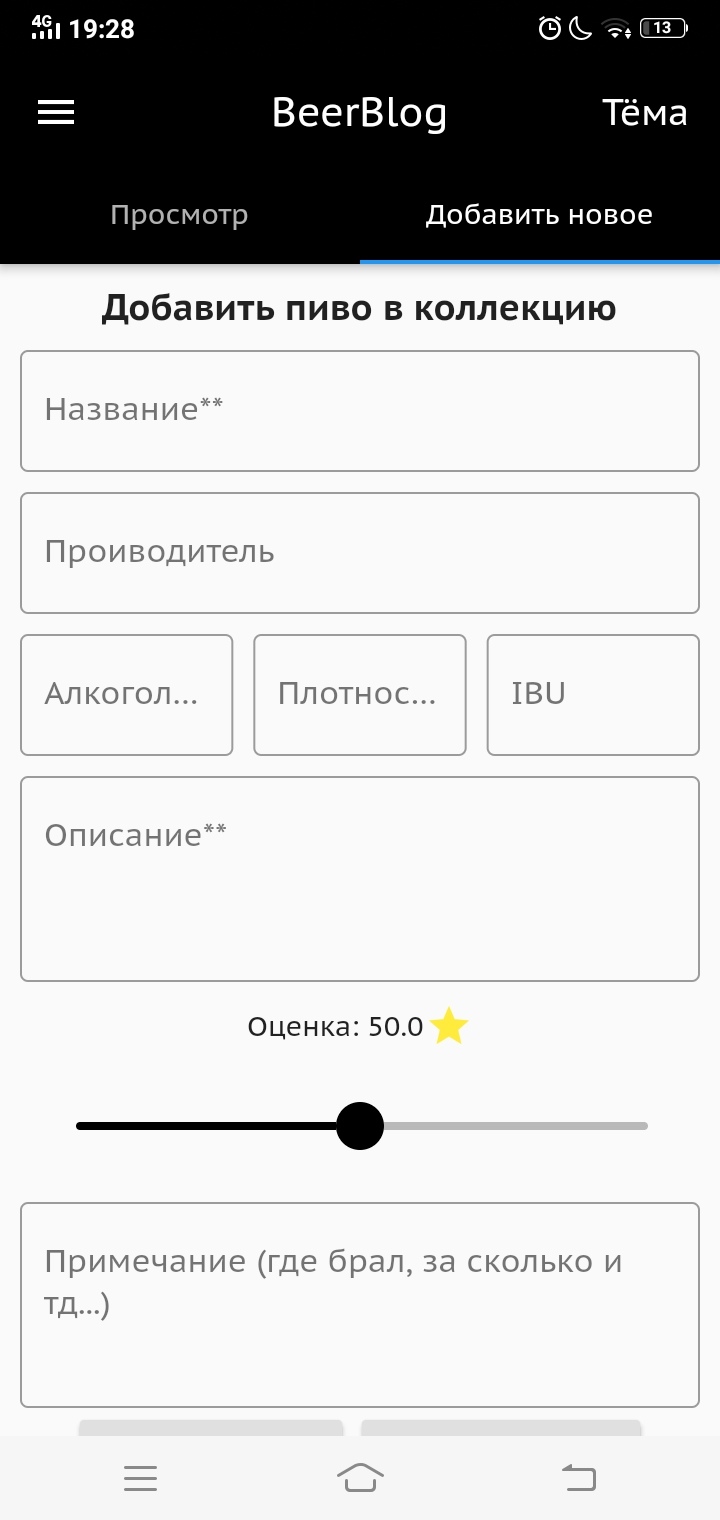 4G 19:28 13
BeerBlog Тёма
Просмотр Добавить новое
Добавить пиво в коллекцию
Название**
Проиводитель
Алкогол... Плотнос... IBU
Описание**
Оценка: 50.0
Примечание (где брал, за сколько и
тд...)